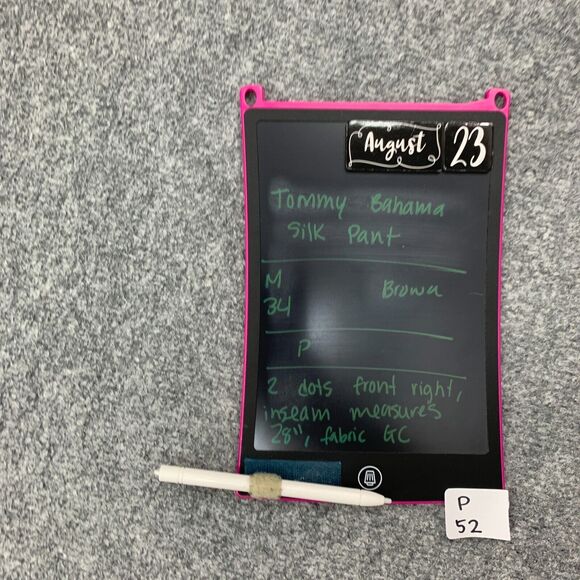 August 23
Tommy Bahama
Silk Pant
M Brown
34
P
2 dots front right,
inseam measures
28", fabric GC
P
52